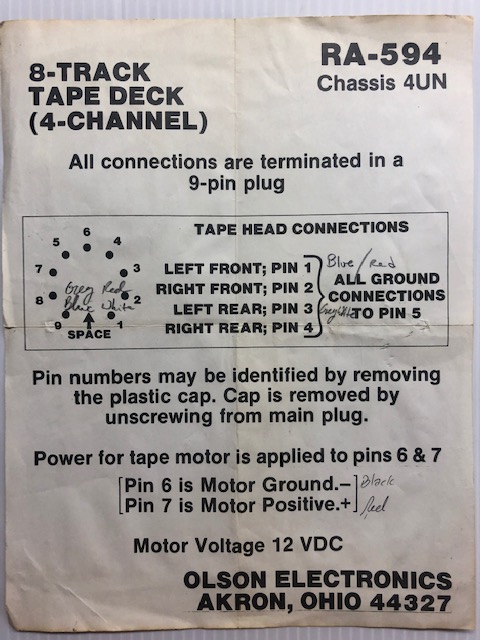 8-TRACK
TAPE DECK
(4-CHANNEL)
RA-594
Chassis 4UN
All connections are terminated in a
9-pin plug
TAPE HEAD CONNECTIONS
6
5 4
7 3
Grey Red
8 Blue White 2
9 1
SPACE
LEFT FRONT; PIN 1
RIGHT FRONT; PIN 2
LEFT REAR; PIN 3
RIGHT REAR; PIN 4
Blue/Red
ALL GROUND
CONNECTIONS
TO PIN 5
Pin numbers may be identified by removing
the plastic cap. Cap is removed by
unscrewing from main plug.
Power for tape motor is applied to pins 6 & 7
[Pin 6 is Motor Ground.–] Black
[Pin 7 is Motor Positive.+] Red
Motor Voltage 12 VDC
OLSON ELECTRONICS
AKRON, OHIO 44327